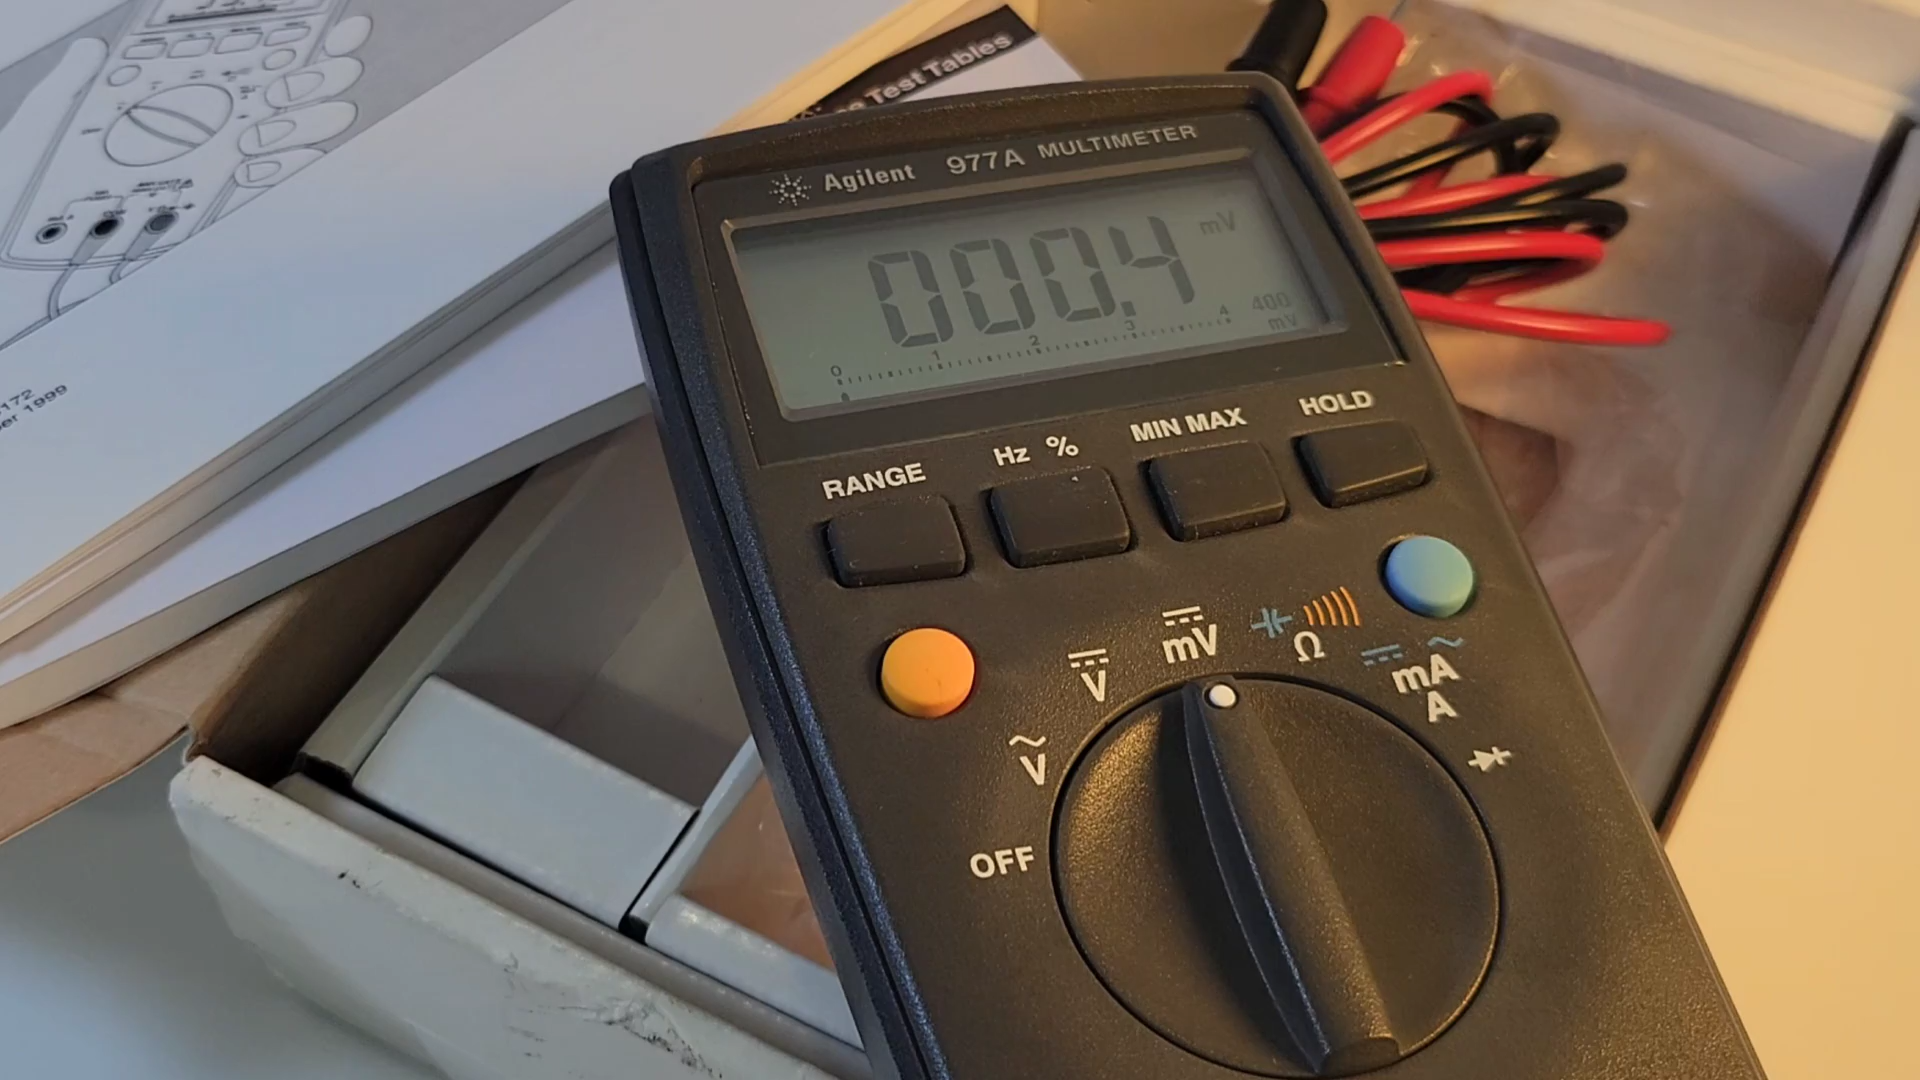 Test Tables
Agilent 977A MULTIMETER
000.4 mV
0 1 2 3 4
400
mV
172
er 1999
RANGE Hz % MIN MAX HOLD
mV
V
Ω
mA
A
V
OFF